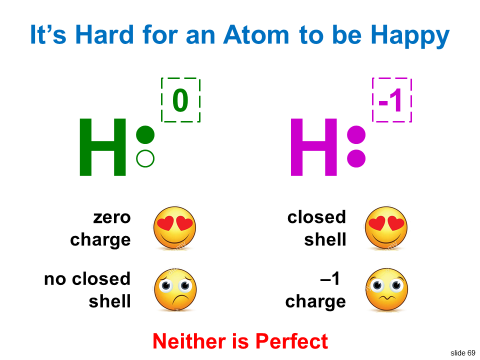 It's Hard for an Atom to be Happy
0
H
-1
H
zero
charge
closed
shell
no closed
shell
–1
charge
Neither is Perfect
slide 69